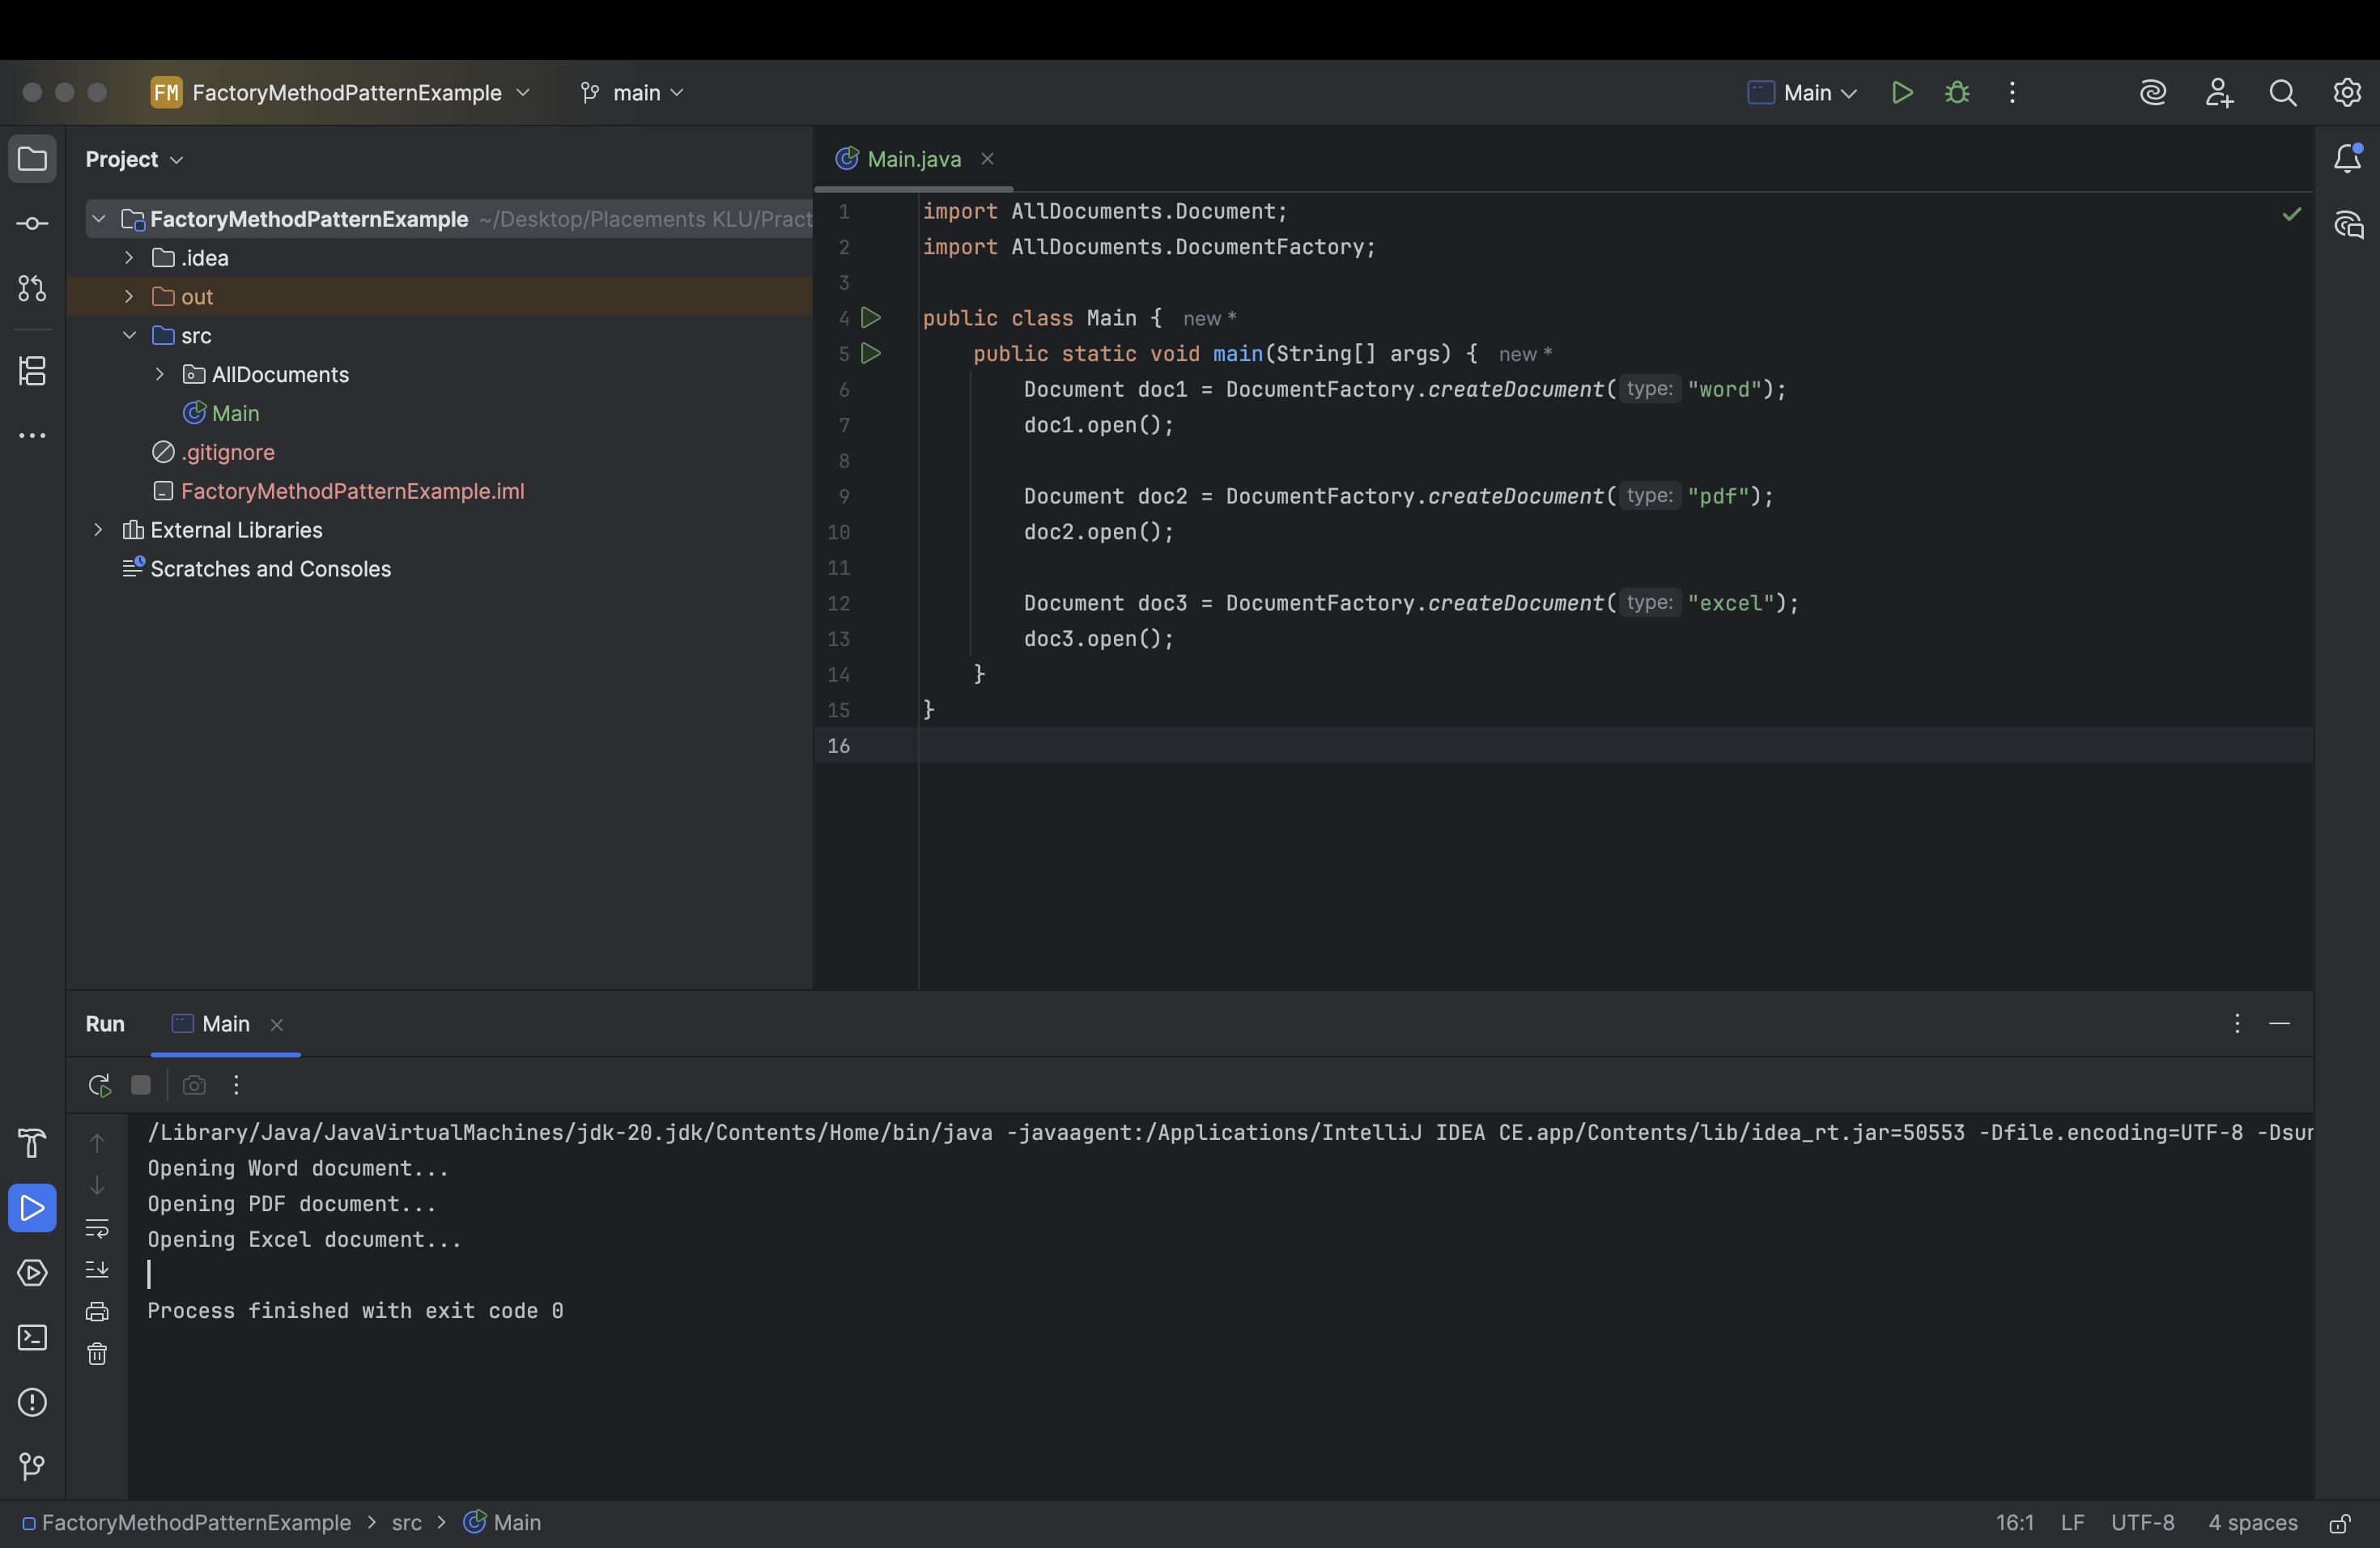 FM FactoryMethodPatternExample main Main
Project
FactoryMethodPatternExample ~/Desktop/Placements KLU/Pract
.idea
out
src
AllDocuments
Main
.gitignore
FactoryMethodPatternExample.iml
External Libraries
Scratches and Consoles
Main.java
1 import AllDocuments.Document;
2 import AllDocuments.DocumentFactory;
3
4 public class Main { new *
5 public static void main(String[] args) { new *
6 Document doc1 = DocumentFactory.createDocument( type: "word");
7 doc1.open();
8
9 Document doc2 = DocumentFactory.createDocument( type: "pdf");
10 doc2.open();
11
12 Document doc3 = DocumentFactory.createDocument( type: "excel");
13 doc3.open();
14 }
15 }
16
Run Main
/Library/Java/JavaVirtualMachines/jdk-20.jdk/Contents/Home/bin/java -javaagent:/Applications/IntelliJ IDEA CE.app/Contents/lib/idea_rt.jar=50553 -Dfile.encoding=UTF-8 -Dsur
Opening Word document...
Opening PDF document...
Opening Excel document...
Process finished with exit code 0
FactoryMethodPatternExample > src > Main 16:1 LF UTF-8 4 spaces